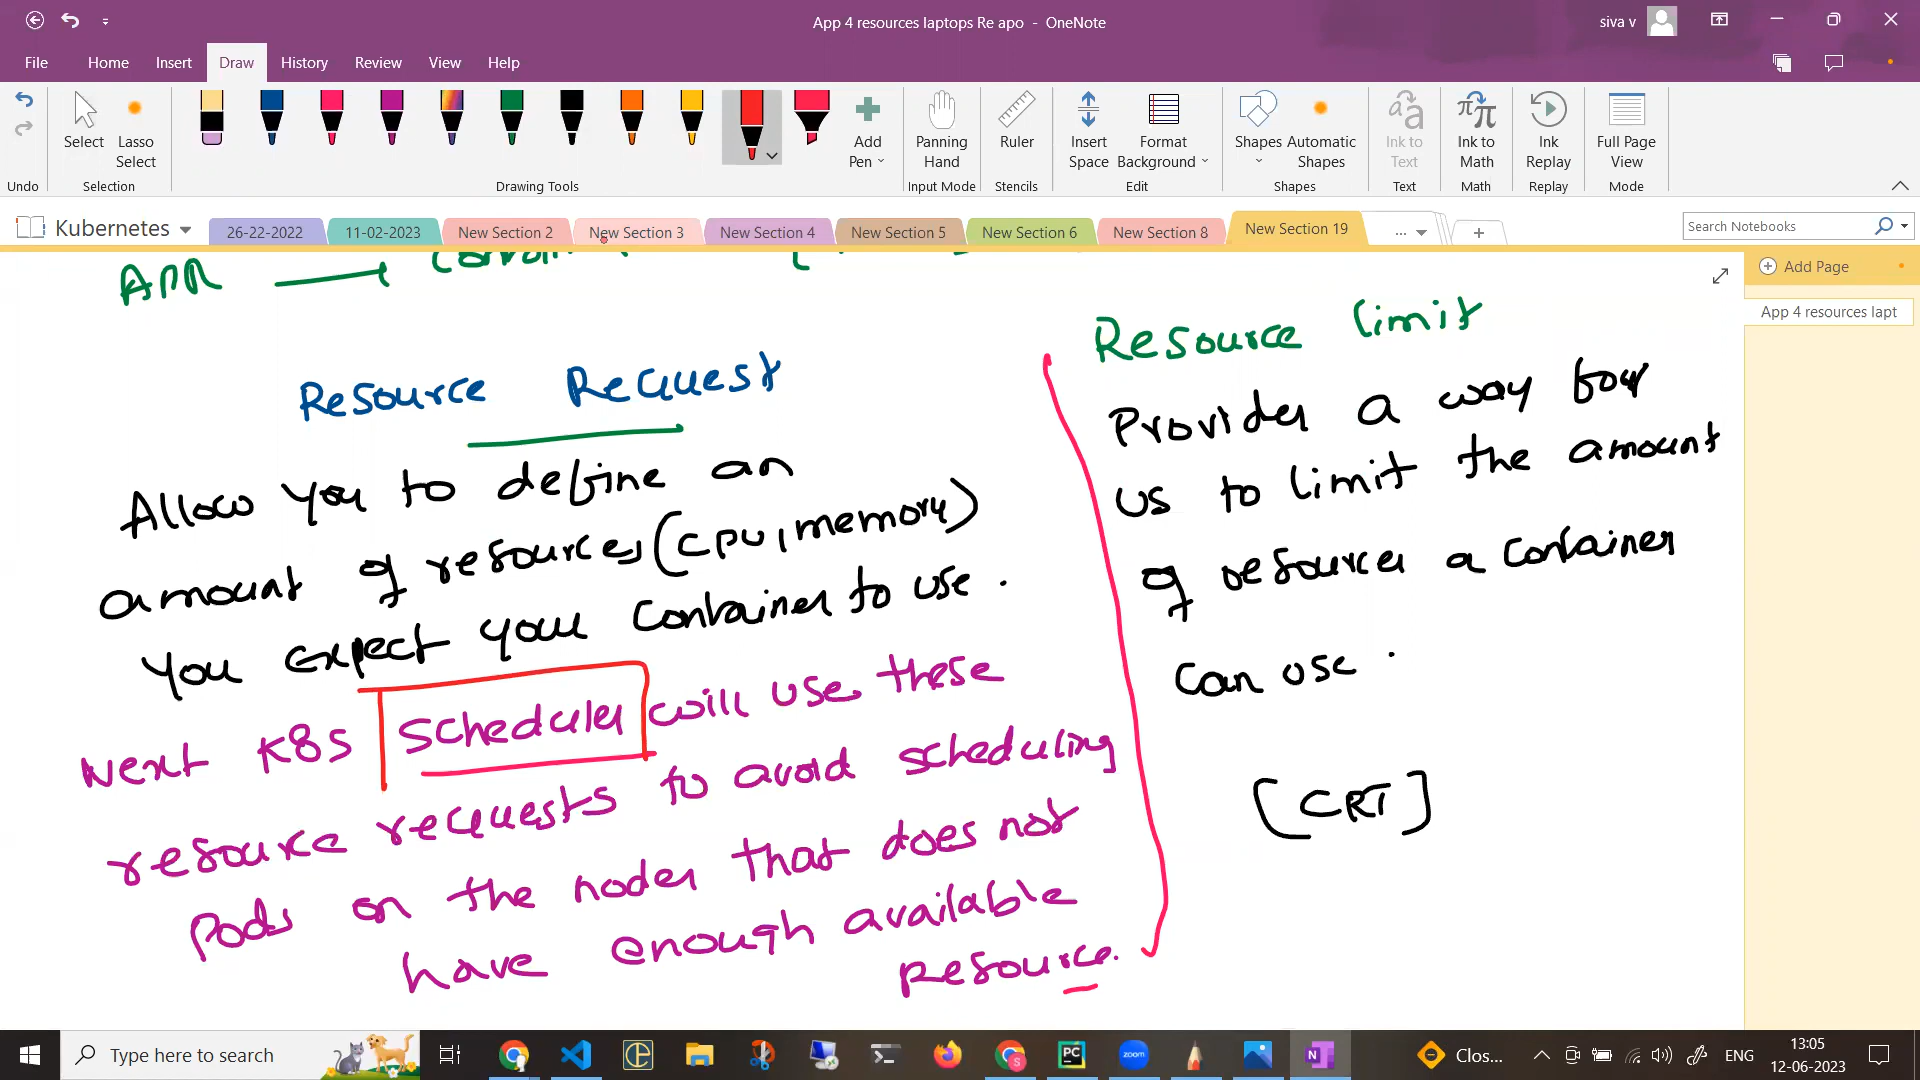 App 4 resources laptops Re apo - OneNote
siva v
File Home Insert Draw History Review View Help
Select
Lasso Select
Add Pen
Panning Hand
Ruler
Insert Space
Format Background
Shapes
Automatic Shapes
Ink to Text
Ink to Math
Ink Replay
Full Page View
Undo Selection Drawing Tools Input Mode Stencils Edit Shapes Text Math Replay Mode
Kubernetes 26-22-2022 11-02-2023 New Section 2 New Section 3 New Section 4 New Section 5 New Section 6 New Section 8 New Section 19 ... +
Search Notebooks
Add Page
App 4 resources lapt
Resource Request
Allow you to define an
amount of resources (CPU, memory)
you expect your container to use.
Next K8s Scheduler will use these
resource requests to avoid scheduling
pods on the nodes that does not
have enough available
resource.
Resource limit
Provides a way for
us to limit the amount
of resources a container
can use.
[CRT]
Type here to search
zoom
PC
Clos...
ENG
13:05
12-06-2023